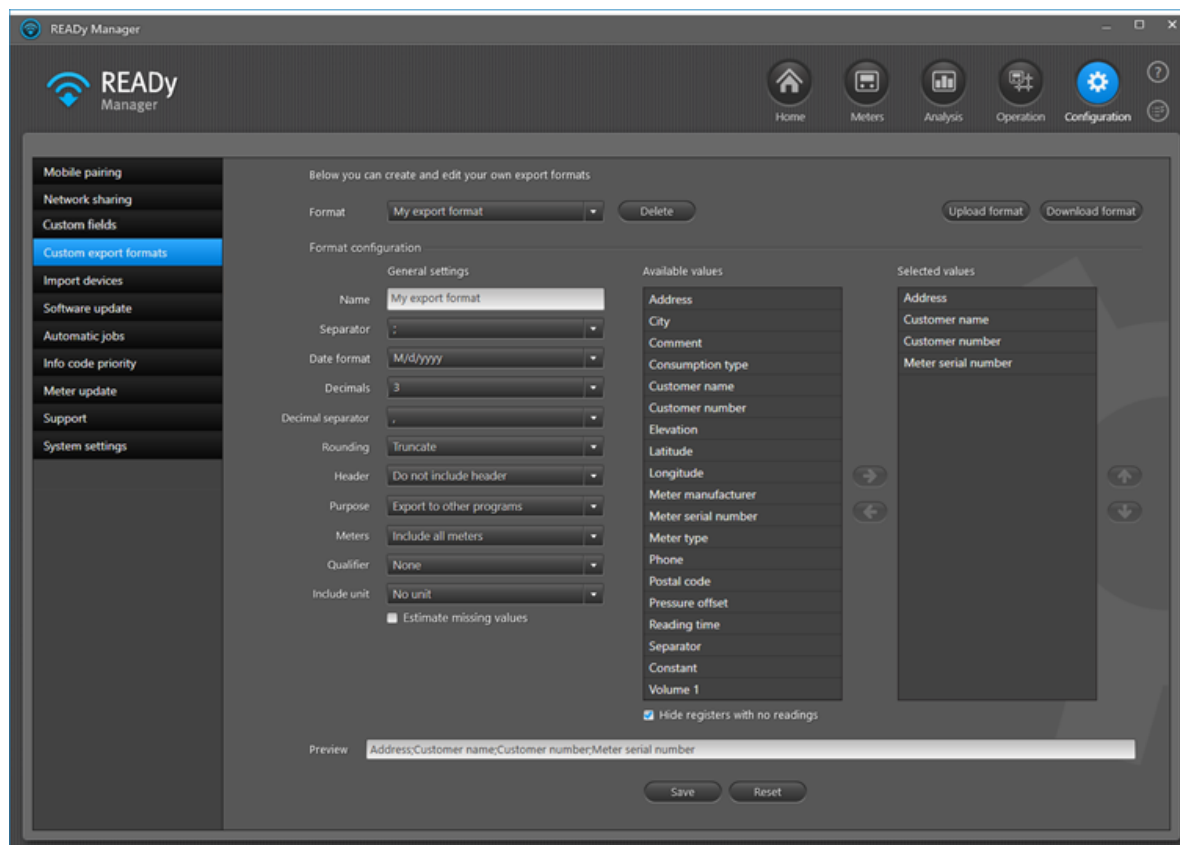 READy Manager
READy
Manager
Home
Meters
Analysis
Operation
Configuration
Mobile pairing
Network sharing
Custom fields
Custom export formats
Import devices
Software update
Automatic jobs
Info code priority
Meter update
Support
System settings
Below you can create and edit your own export formats
Format My export format Delete Upload format Download format
Format configuration
General settings
Name My export format
Separator ;
Date format M/d/yyyy
Decimals 3
Decimal separator ,
Rounding Truncate
Header Do not include header
Purpose Export to other programs
Meters Include all meters
Qualifier None
Include unit No unit
Estimate missing values
Available values
Address
City
Comment
Consumption type
Customer name
Customer number
Elevation
Latitude
Longitude
Meter manufacturer
Meter serial number
Meter type
Phone
Postal code
Pressure offset
Reading time
Separator
Constant
Volume 1
Hide registers with no readings
Selected values
Address
Customer name
Customer number
Meter serial number
Preview Address;Customer name;Customer number;Meter serial number
Save Reset